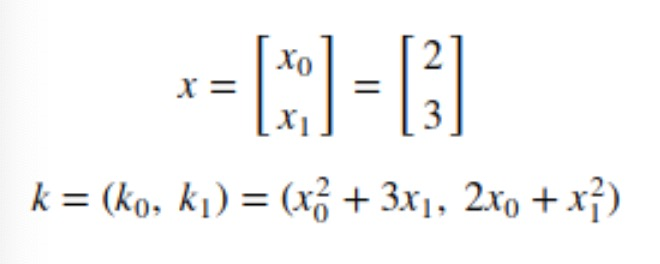 x = [x₀ x₁] = [2 3]
k = (k₀, k₁) = (x₀² + 3x₁, 2x₀ + x₁²)